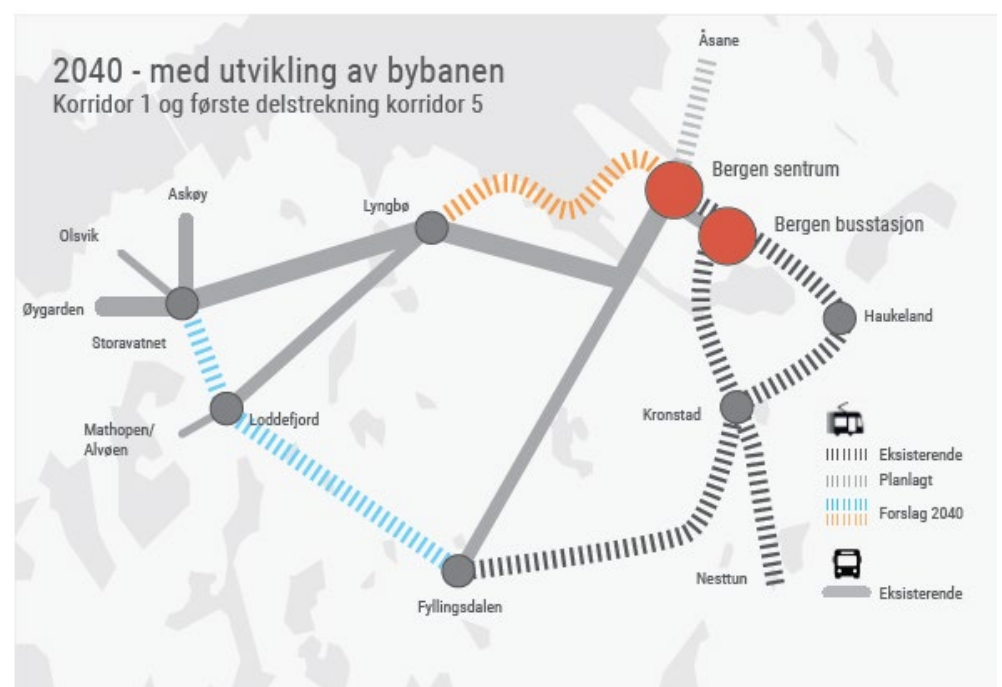 2040 - med utvikling av bybanen
Korridor 1 og første delstrekning korridor 5
Åsane
Bergen sentrum
Askøy
Lyngbø
Bergen busstasjon
Olsvik
Øygarden
Haukeland
Storavatnet
Kronstad
Loddefjord
Mathopen/
Alvøen
Eksisterende
Planlagt
Forslag 2040
Nesttun
Eksisterende
Fyllingsdalen